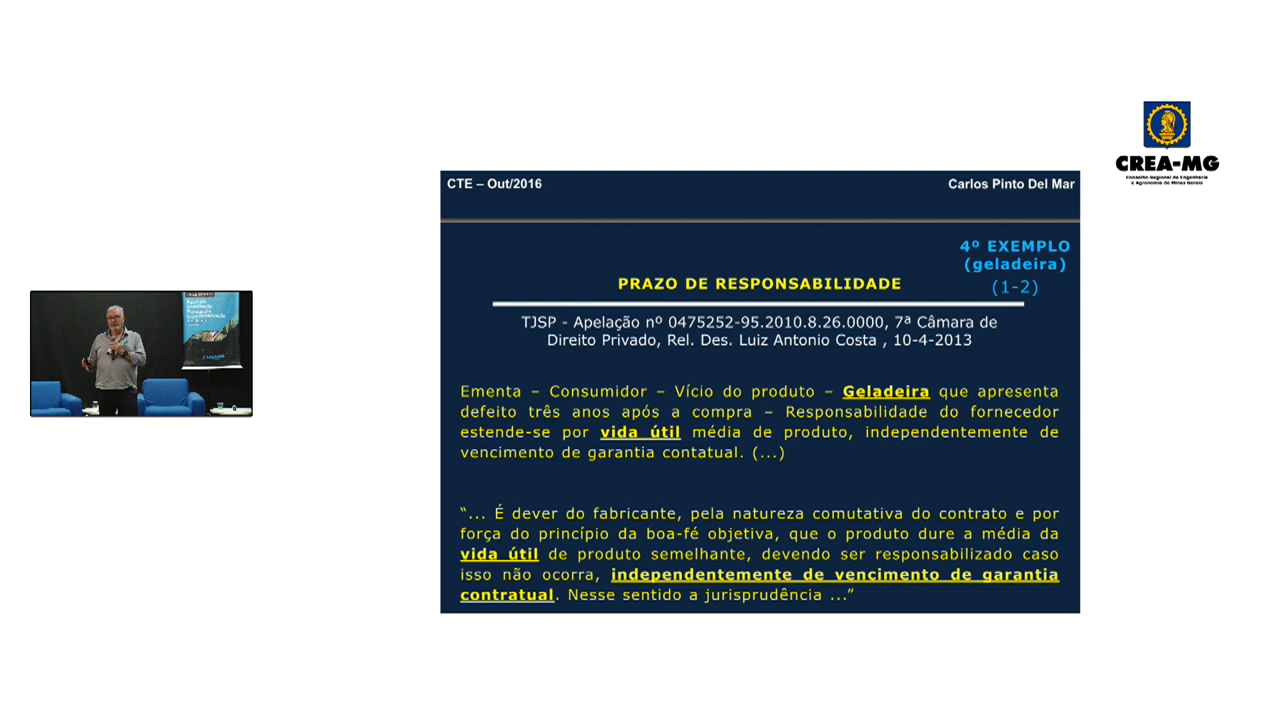 CREA-MG
Conselho Regional de Engenharia
e Agronomia de Minas Gerais
CTE – Out/2016
Carlos Pinto Del Mar
4º EXEMPLO
(geladeira)
(1-2)
PRAZO DE RESPONSABILIDADE
TJSP - Apelação nº 0475252-95.2010.8.26.0000, 7ª Câmara de
Direito Privado, Rel. Des. Luiz Antonio Costa , 10-4-2013
Ementa – Consumidor – Vício do produto – Geladeira que apresenta
defeito três anos após a compra – Responsabilidade do fornecedor
estende-se por vida útil média de produto, independentemente de
vencimento de garantia contatual. (...)
“... É dever do fabricante, pela natureza comutativa do contrato e por
força do princípio da boa-fé objetiva, que o produto dure a média da
vida útil de produto semelhante, devendo ser responsabilizado caso
isso não ocorra, independentemente de vencimento de garantia
contratual. Nesse sentido a jurisprudência ...”